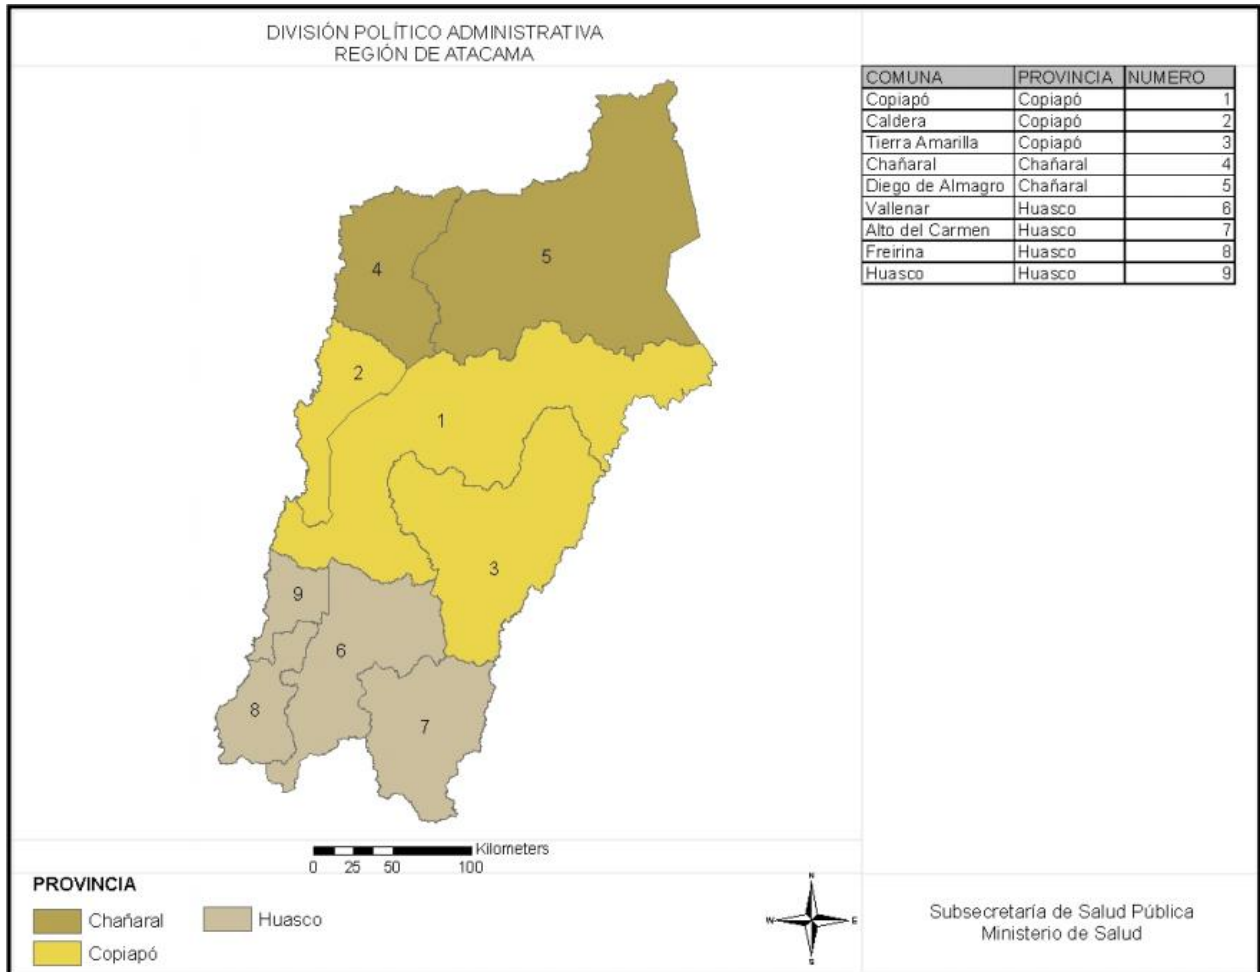 DIVISIÓN POLÍTICO ADMINISTRATIVA
REGIÓN DE ATACAMA
COMUNA PROVINCIA NUMERO
Copiapó Copiapó 1
Caldera Copiapó 2
Tierra Amarilla Copiapó 3
Chañaral Chañaral 4
Diego de Almagro Chañaral 5
Vallenar Huasco 6
Alto del Carmen Huasco 7
Freirina Huasco 8
Huasco Huasco 9
5
4
2
1
3
9
6
8
7
Kilometers
0 25 50 100
PROVINCIA
Chañaral
Huasco
Copiapó
N
W E
S
Subsecretaría de Salud Pública
Ministerio de Salud